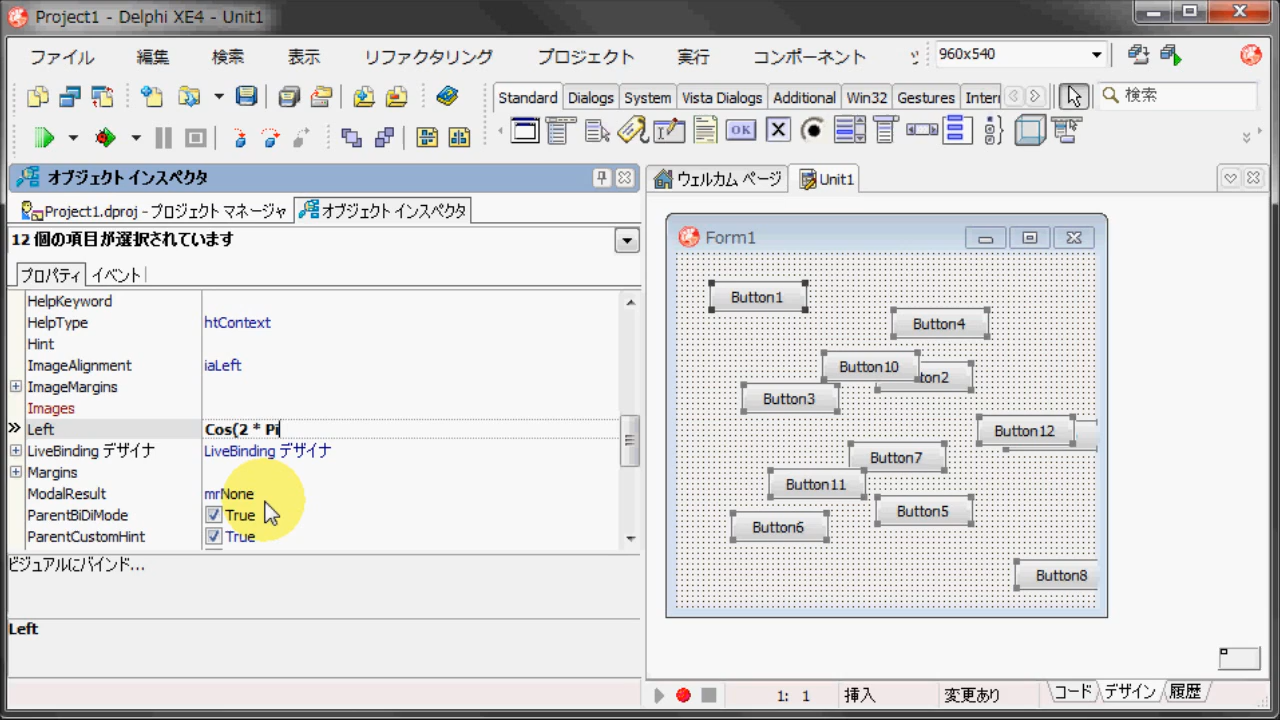 Project1 - Delphi XE4 - Unit1
ファイル 編集 検索 表示 リファクタリング プロジェクト 実行 コンポーネント 960x540
Standard Dialogs System Vista Dialogs Additional Win32 Gestures 検索
OK
オブジェクト インスペクタ
Project1.dproj - プロジェクト マネージャ オブジェクト インスペクタ
12 個の項目が選択されています
プロパティ イベント
HelpKeyword
HelpType htContext
Hint
ImageAlignment iaLeft
ImageMargins
Images
Left Cos(2 * Pi
LiveBinding デザイナ LiveBinding デザイナ
Margins
ModalResult mrNone
ParentBiDiMode True
ParentCustomHint True
ビジュアルにバインド...
Left
ウェルカム ページ Unit1
Form1
Button1
Button4
Button10
ton2
Button3
Button12
Button7
Button11
Button5
Button6
Button8
1: 1 挿入 変更あり コード デザイン 履歴